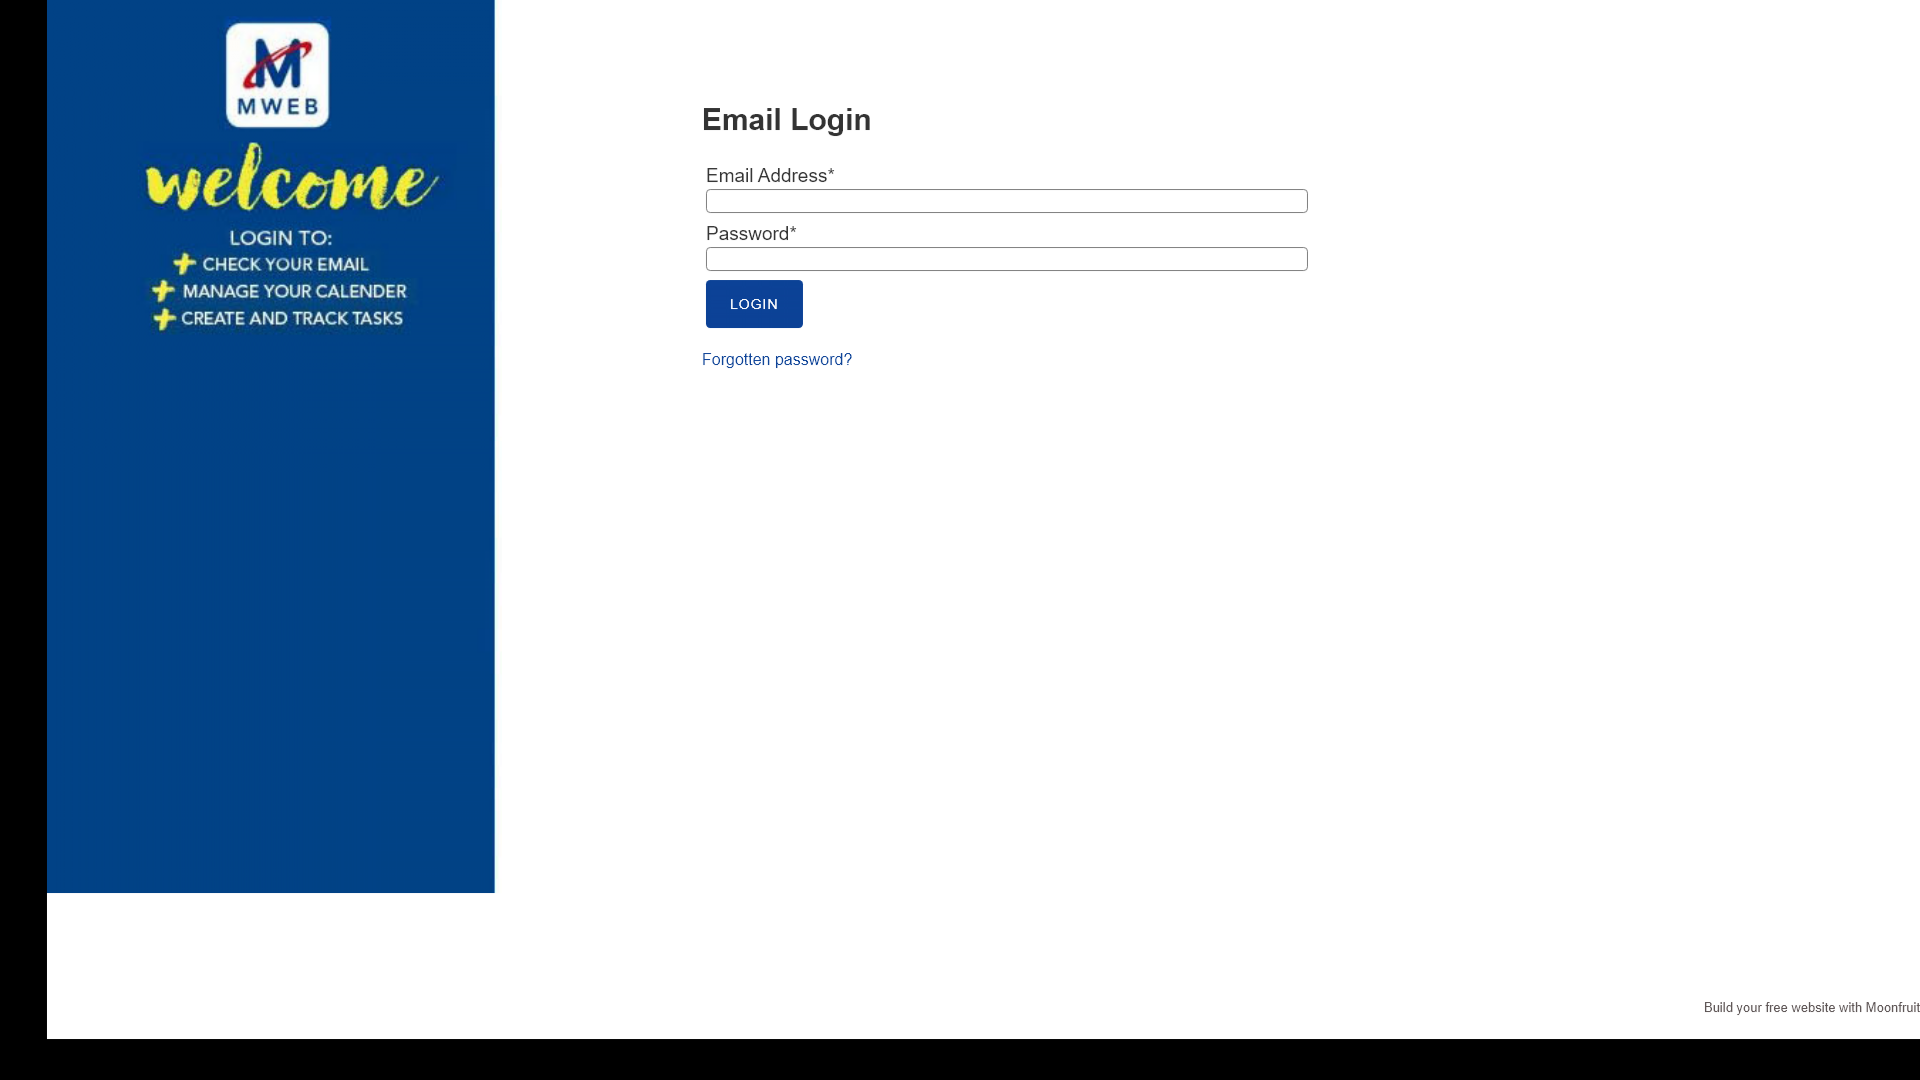 MWEB
welcome
LOGIN TO:
CHECK YOUR EMAIL
MANAGE YOUR CALENDER
CREATE AND TRACK TASKS
Email Login
Email Address*
Password*
LOGIN
Forgotten password?
Build your free website with Moonfruit